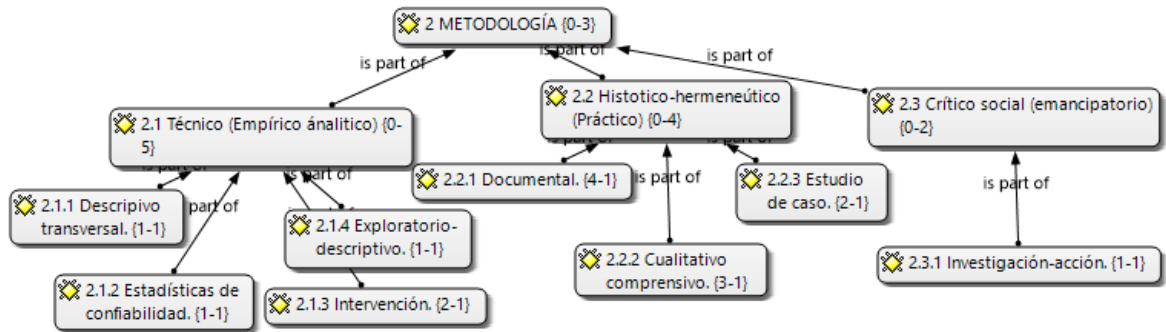 2 METODOLOGÍA {0-3}
is part of
is part of
is part of
2.1 Técnico (Empírico ánalitico) {0-
5}
2.2 Histotico-hermeneútico
(Práctico) {0-4}
2.3 Crítico social (emancipatorio)
{0-2}
is part of
is part of
is part of
is part of
2.1.1 Descripivo
transversal. {1-1}
part of
2.1.4 Exploratorio-
descriptivo. {1-1}
2.2.1 Documental. {4-1}
is part of
2.2.3 Estudio
de caso. {2-1}
is part of
2.1.2 Estadísticas de
confiabilidad. {1-1}
2.1.3 Intervención. {2-1}
2.2.2 Cualitativo
comprensivo. {3-1}
2.3.1 Investigación-acción. {1-1}